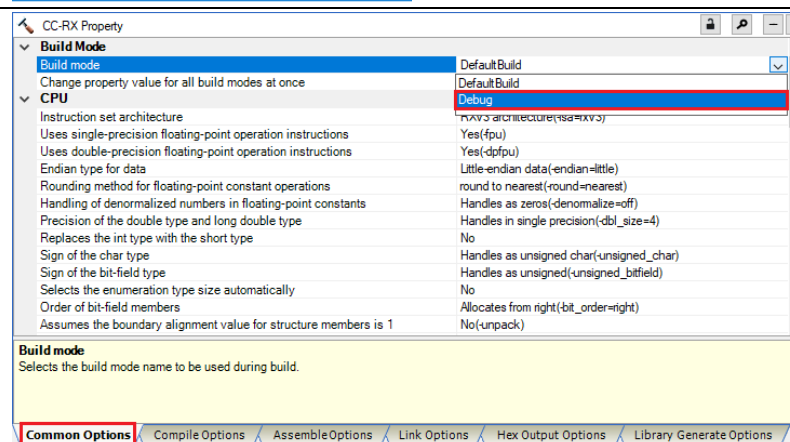 CC-RX Property
Build Mode
Build mode DefaultBuild
Change property value for all build modes at once DefaultBuild
CPU Debug
Instruction set architecture RXv3 architecture(-isa=rxv3)
Uses single-precision floating-point operation instructions Yes(-fpu)
Uses double-precision floating-point operation instructions Yes(-dpfpu)
Endian type for data Little-endian data(-endian=little)
Rounding method for floating-point constant operations round to nearest(-round=nearest)
Handling of denormalized numbers in floating-point constants Handles as zeros(-denormalize=off)
Precision of the double type and long double type Handles in single precision(-dbl_size=4)
Replaces the int type with the short type No
Sign of the char type Handles as unsigned char(-unsigned_char)
Sign of the bit-field type Handles as unsigned(-unsigned_bitfield)
Selects the enumeration type size automatically No
Order of bit-field members Allocates from right(-bit_order=right)
Assumes the boundary alignment value for structure members is 1 No(-unpack)
Build mode
Selects the build mode name to be used during build.
Common Options Compile Options Assemble Options Link Options Hex Output Options Library Generate Options